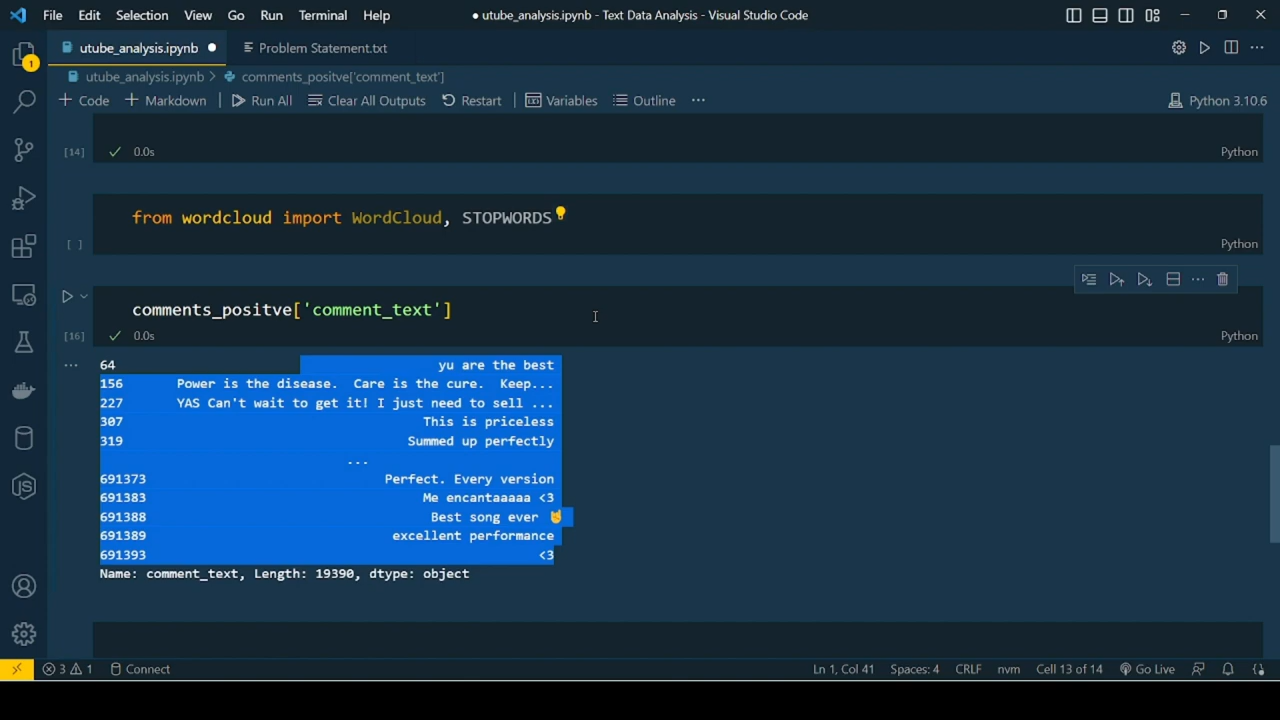 File Edit Selection View Go Run Terminal Help
● utube_analysis.ipynb - Text Data Analysis - Visual Studio Code
utube_analysis.ipynb ●
Problem Statement.txt
utube_analysis.ipynb > comments_positve['comment_text']
+ Code + Markdown | Run All Clear All Outputs Restart | Variables Outline ...
Python 3.10.6
[14] ✓ 0.0s Python
from wordcloud import WordCloud, STOPWORDS
[ ] Python
comments_positve['comment_text']
[16] ✓ 0.0s Python
... 64 yu are the best
156 Power is the disease. Care is the cure. Keep...
227 YAS Can't wait to get it! I just need to sell ...
307 This is priceless
319 Summed up perfectly
...
691373 Perfect. Every version
691383 Me encantaaaaa <3
691388 Best song ever 🤘
691389 excellent performance
691393 <3
Name: comment_text, Length: 19390, dtype: object
1
3 1 Connect Ln 1, Col 41 Spaces: 4 CRLF nvm Cell 13 of 14 Go Live